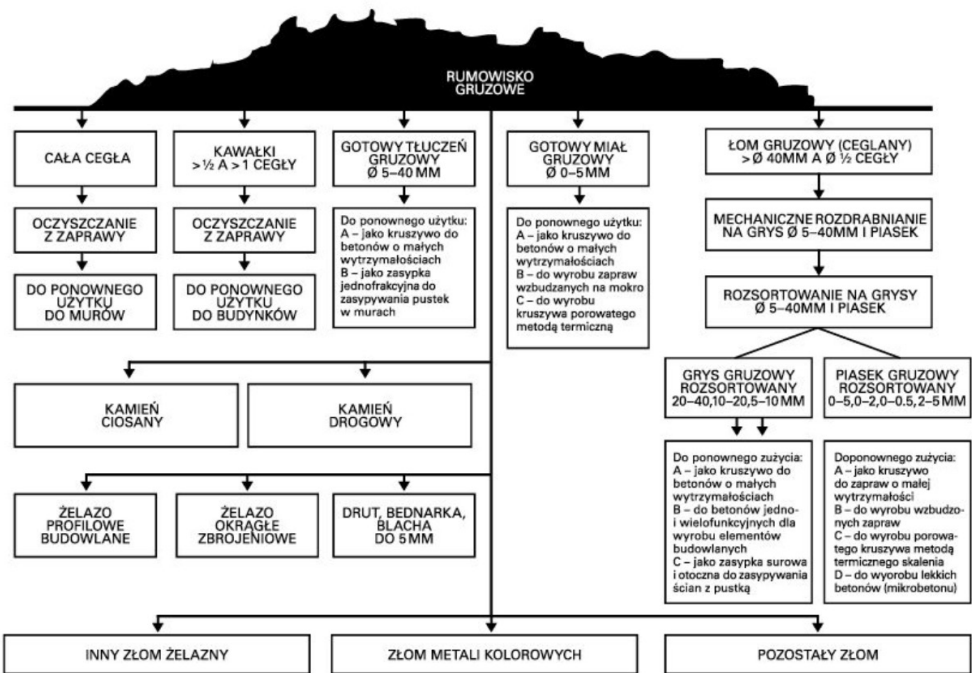 RUMOWISKO
GRUZOWE
CAŁA CEGŁA
KAWAŁKI
>½ A >1 CEGŁY
GOTOWY TŁUCZEŃ
GRUZOWY
Ø 5–40 MM
GOTOWY MIAŁ
GRUZOWY
Ø 0–5 MM
ŁOM GRUZOWY (CEGLANY)
> Ø 40MM A Ø ½ CEGŁY
OCZYSZCZANIE
Z ZAPRAWY
OCZYSZCZANIE
Z ZAPRAWY
Do ponownego użytku:
A – jako kruszywo do
betonów o małych
wytrzymałościach
B – jako zasypka
jednofrakcyjna do
zasypywania pustek
w murach
Do ponownego użytku:
A – jako kruszywo do
betonów o małych
wytrzymałościach
B – do wyrobu zapraw
wzbudzanych na mokro
C – do wyrobu
kruszywa porowatego
metodą termiczną
MECHANICZNE ROZDRABNIANIE
NA GRYS Ø 5–40MM I PIASEK
DO PONOWNEGO
UŻYTKU
DO MURÓW
DO PONOWNEGO
UŻYTKU
DO BUDYNKÓW
ROZSORTOWANIE NA GRYSY
Ø 5–40MM I PIASEK
GRYS GRUZOWY
ROZSORTOWANY
20–40,10–20,5–10 MM
PIASEK GRUZOWY
ROZSORTOWANY
0–5,0–2,0–0.5,2–5 MM
KAMIEŃ
CIOSANY
KAMIEŃ
DROGOWY
Do ponownego zużycia:
A – jako kruszywo do
betonów o małych
wytrzymałościach
B – do betonów jedno-
i wielofunkcyjnych dla
wyrobu elementów
budowlanych
C – jako zasypka surowa
i otoczna do zasypywania
ścian z pustką
Doponownego zużycia:
A – jako kruszywo
do zapraw o małej
wytrzymałości
B – do wyrobu wzbudzo-
nych zapraw
C – do wyrobu porowa-
tego kruszywa metodą
termicznego skalenia
D – do wyorobu lekkich
betonów (mikrobetonu)
ŻELAZO
PROFILOWE
BUDOWLANE
ŻELAZO
OKRĄGŁE
ZBROJENIOWE
DRUT, BEDNARKA,
BLACHA
DO 5 MM
INNY ZŁOM ŻELAZNY
ZŁOM METALI KOLOROWYCH
POZOSTAŁY ZŁOM